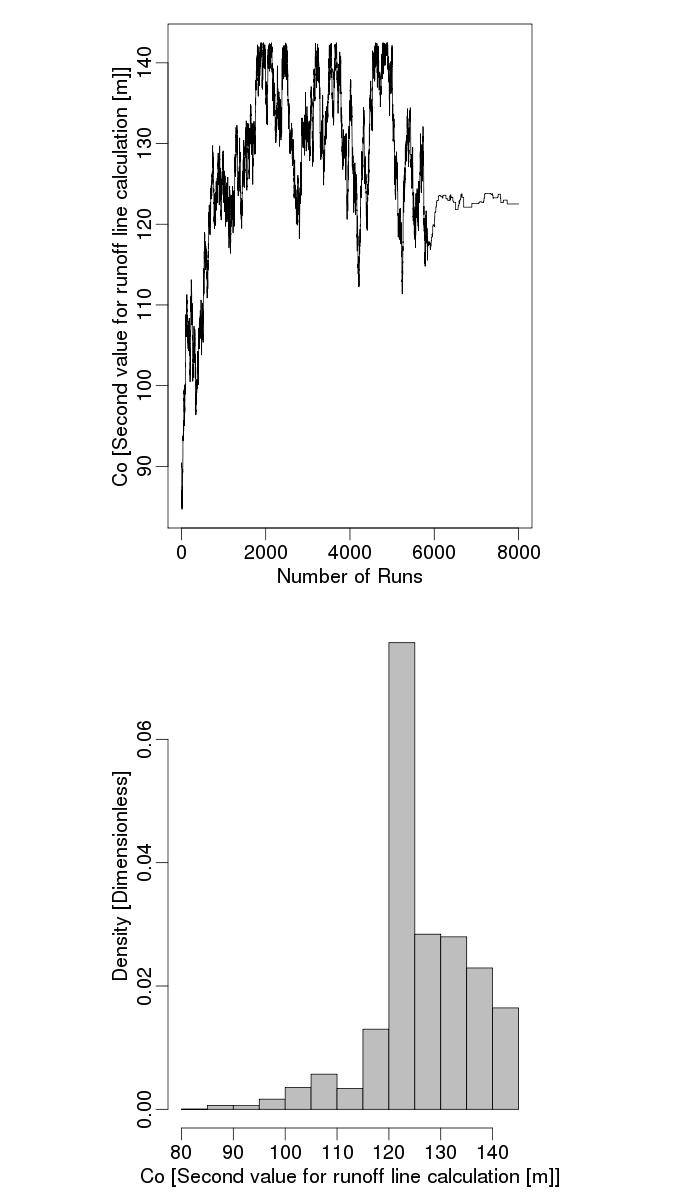 Co [Second value for runoff line calculation [m]]
140
130
120
110
100
90
0 2000 4000 6000 8000
Number of Runs
Density [Dimensionless]
0.06
0.04
0.02
0.00
80 90 100 110 120 130 140
Co [Second value for runoff line calculation [m]]